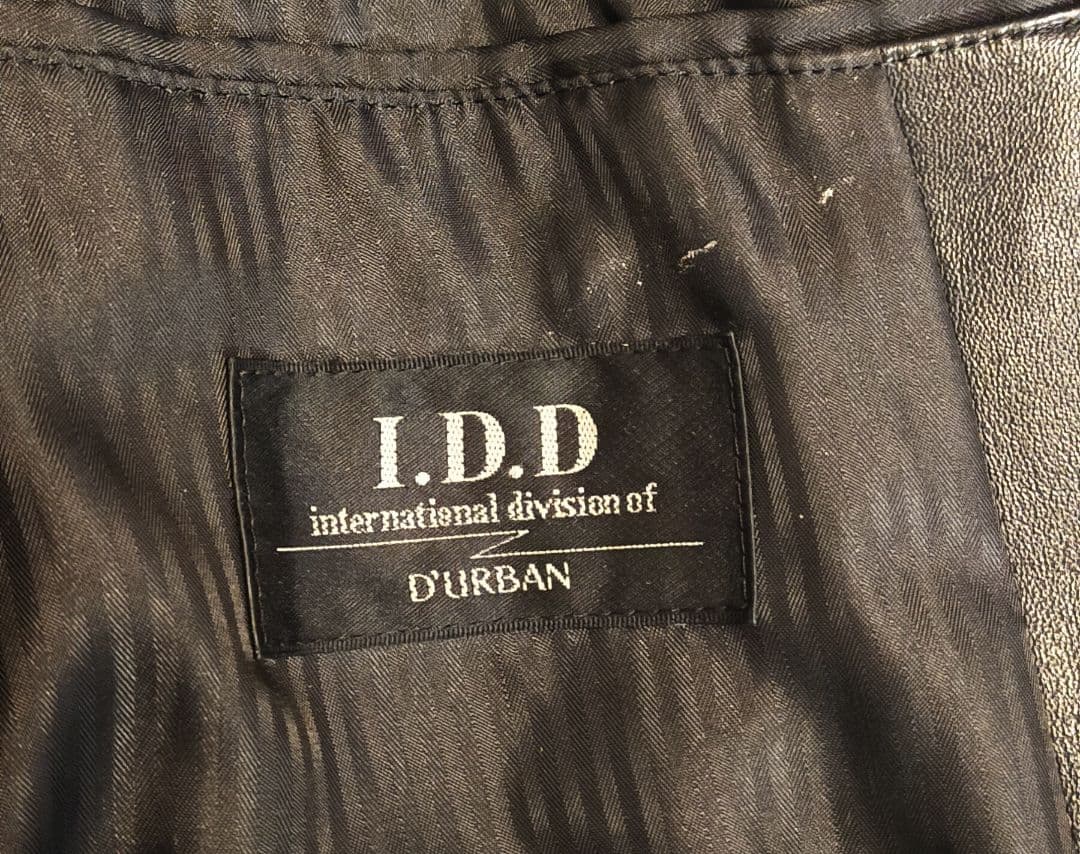 I.D.D
international division of
D'URBAN